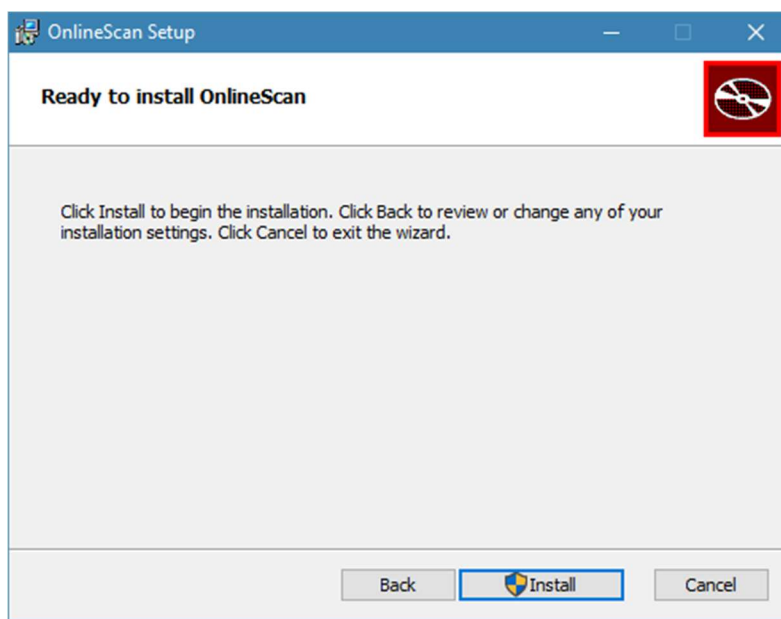 OnlineScan Setup
Ready to install OnlineScan
Click Install to begin the installation. Click Back to review or change any of your
installation settings. Click Cancel to exit the wizard.
Back Install Cancel